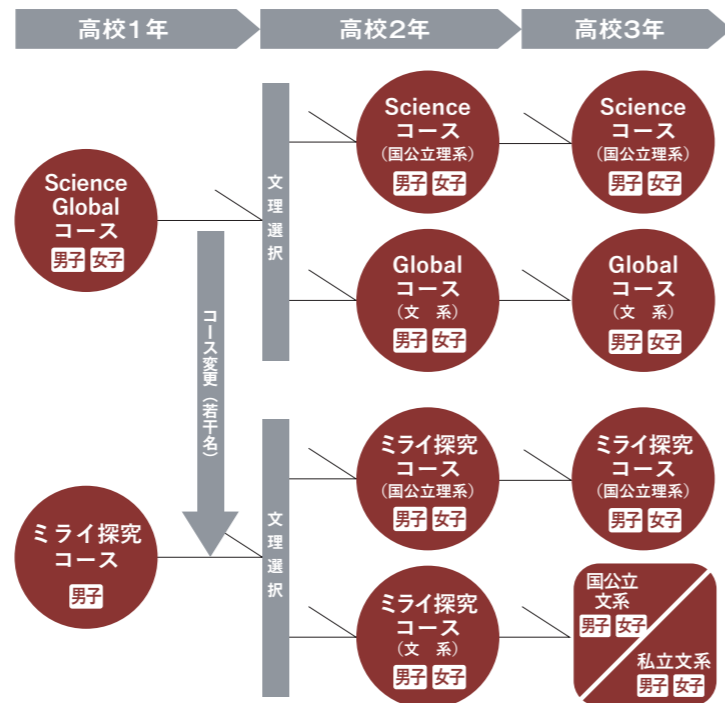 高校1年
高校2年
高校3年
Science
Global
コース
男子 女子
コース変更（若干名）
文理選択
Science
コース
（国公立理系）
男子 女子
Science
コース
（国公立理系）
男子 女子
Global
コース
（文 系）
男子 女子
Global
コース
（文 系）
男子 女子
ミライ探究
コース
男子
文理選択
ミライ探究
コース
（国公立理系）
男子 女子
ミライ探究
コース
（国公立理系）
男子 女子
ミライ探究
コース
（文 系）
男子 女子
国公立
文系
男子 女子
私立文系
男子 女子